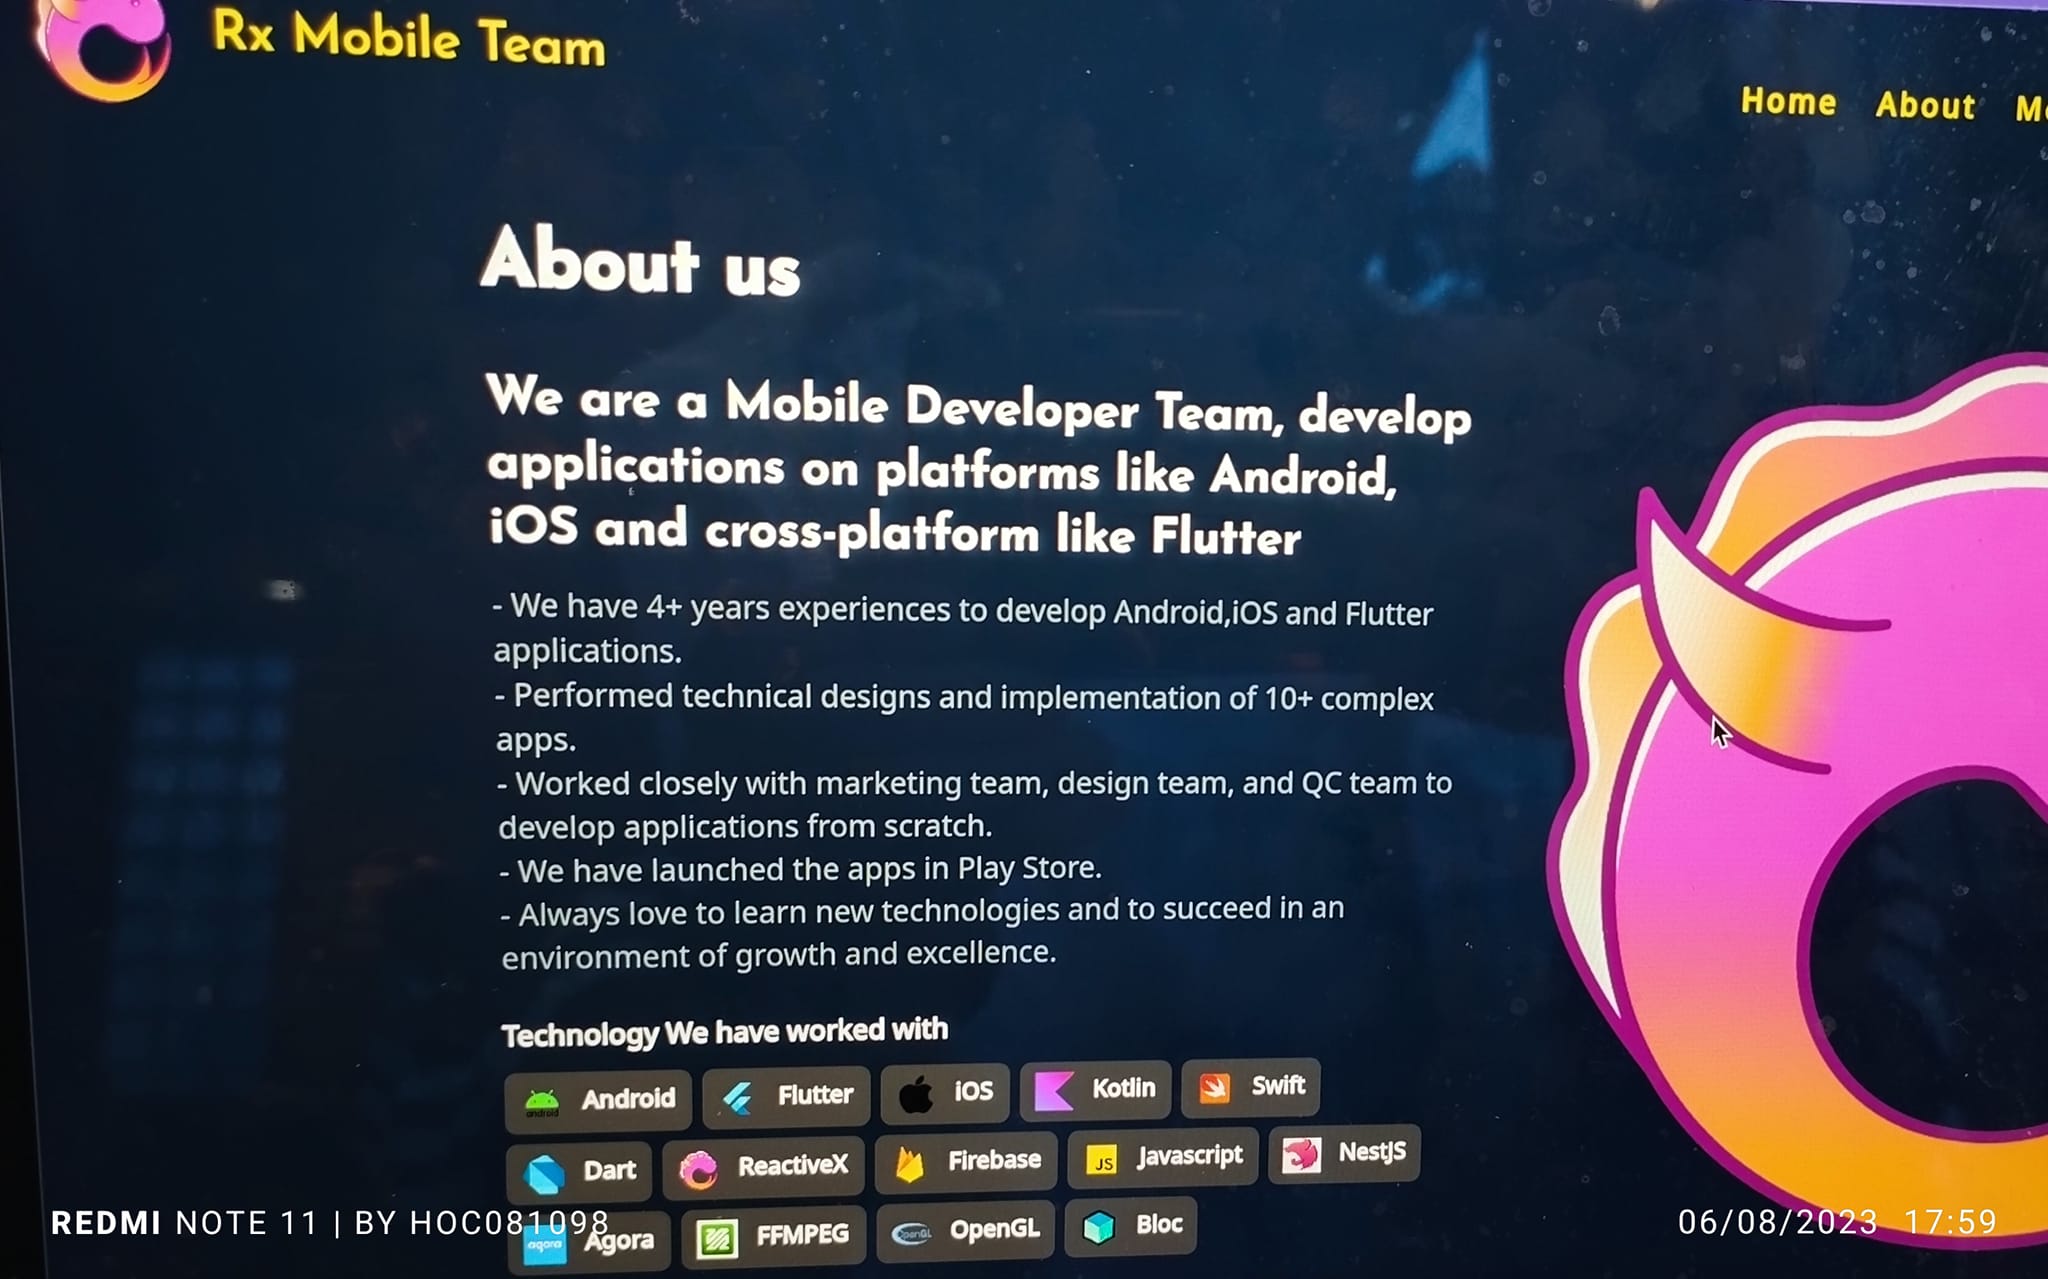 Rx Mobile Team
Home About
About us
We are a Mobile Developer Team, develop
applications on platforms like Android,
iOS and cross-platform like Flutter
- We have 4+ years experiences to develop Android,iOS and Flutter
applications.
- Performed technical designs and implementation of 10+ complex
apps.
- Worked closely with marketing team, design team, and QC team to
develop applications from scratch.
- We have launched the apps in Play Store.
- Always love to learn new technologies and to succeed in an
environment of growth and excellence.
Technology We have worked with
android Android Flutter iOS Kotlin Swift
Dart ReactiveX Firebase JS Javascript NestJS
agora Agora FFMPEG OpenGL OpenGL Bloc
REDMI NOTE 11 | BY HOC081098
06/08/2023 17:59